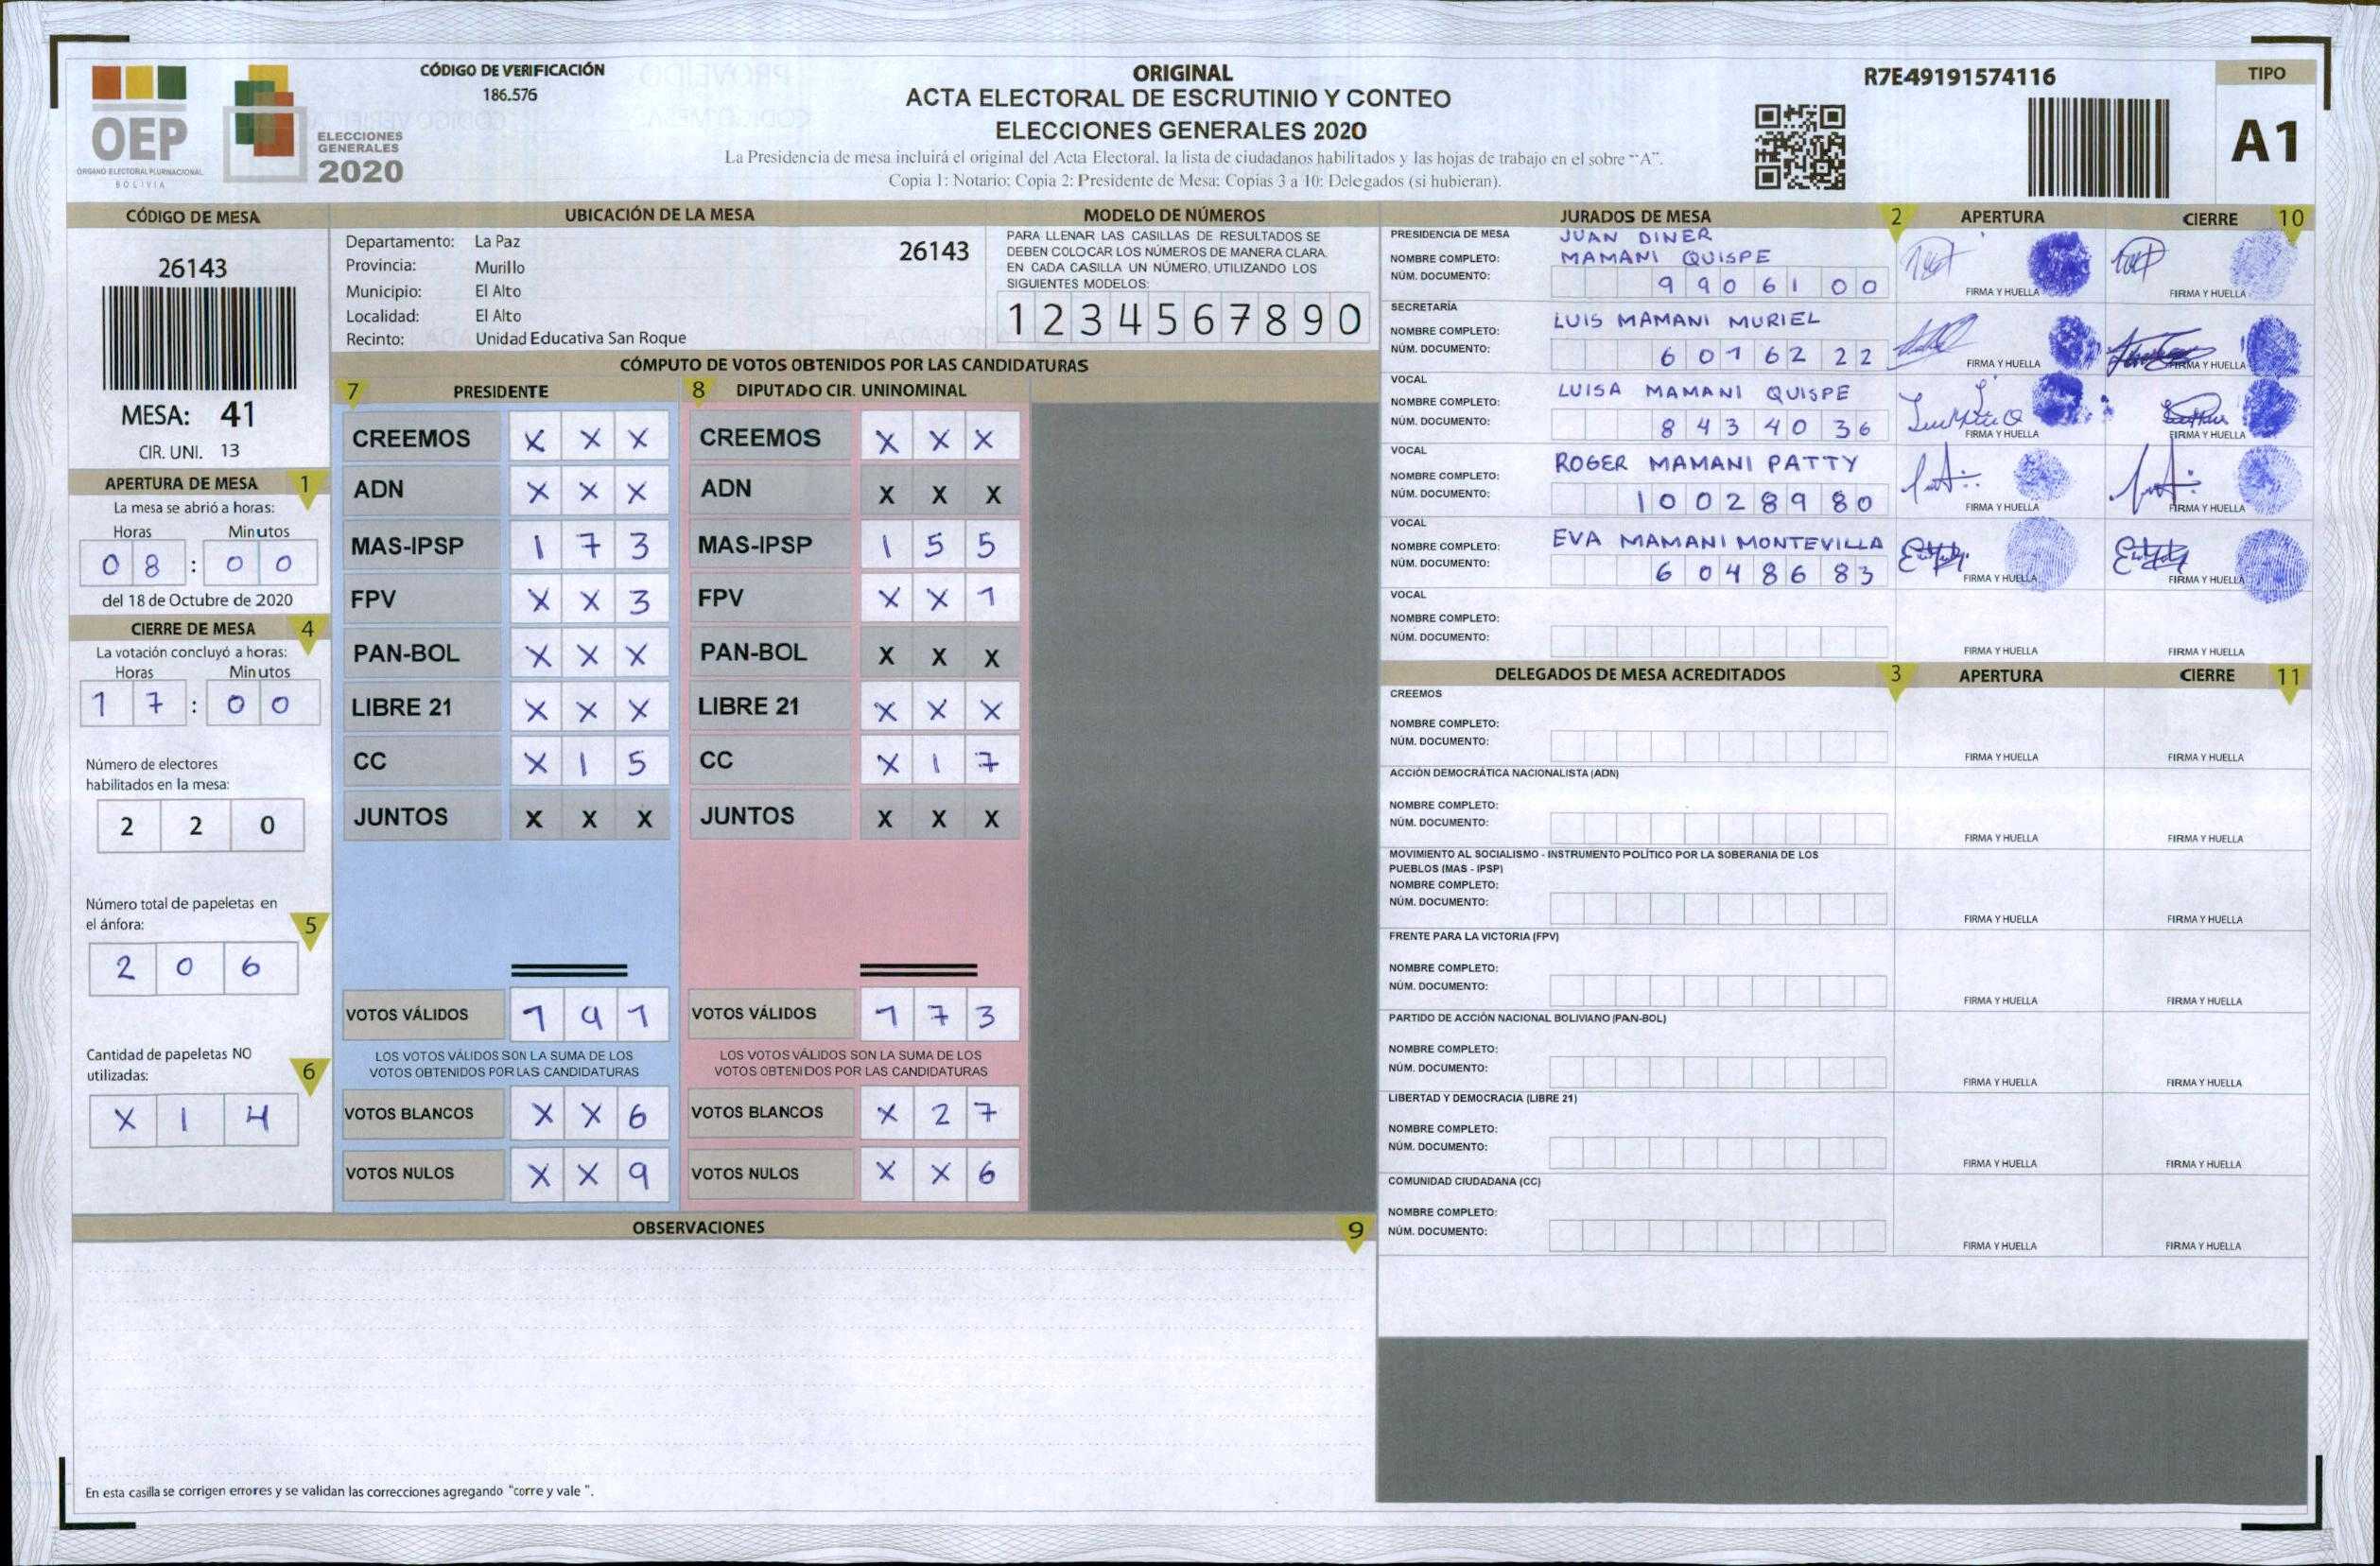 CÓDIGO DE VERIFICACIÓN
186.576
OEP
ÓRGANO ELECTORAL PLURINACIONAL
BOLIVIA
ELECCIONES
GENERALES
2020
ORIGINAL
ACTA ELECTORAL DE ESCRUTINIO Y CONTEO
ELECCIONES GENERALES 2020
La Presidencia de mesa incluirá el original del Acta Electoral, la lista de ciudadanos habilitados y las hojas de trabajo en el sobre "A".
Copia 1: Notario; Copia 2: Presidente de Mesa; Copias 3 a 10: Delegados (si hubieran).
R7E49191574116
TIPO
A1
CÓDIGO DE MESA
26143
MESA: 41
CIR. UNI. 13
APERTURA DE MESA 1
La mesa se abrió a horas:
Horas Minutos
0 8 : 0 0
del 18 de Octubre de 2020
CIERRE DE MESA 4
La votación concluyó a horas:
Horas Minutos
1 7 : 0 0
Número de electores
habilitados en la mesa:
2 2 0
Número total de papeletas en
el ánfora: 5
2 0 6
Cantidad de papeletas NO
utilizadas: 6
X 1 4
UBICACIÓN DE LA MESA
Departamento: La Paz
26143
Provincia: Murillo
Municipio: El Alto
Localidad: El Alto
Recinto: Unidad Educativa San Roque
MODELO DE NÚMEROS
PARA LLENAR LAS CASILLAS DE RESULTADOS SE
DEBEN COLOCAR LOS NÚMEROS DE MANERA CLARA.
EN CADA CASILLA UN NÚMERO, UTILIZANDO LOS
SIGUIENTES MODELOS:
1 2 3 4 5 6 7 8 9 0
CÓMPUTO DE VOTOS OBTENIDOS POR LAS CANDIDATURAS
7 PRESIDENTE
CREEMOS X X X
ADN X X X
MAS-IPSP 1 7 3
FPV X X 3
PAN-BOL X X X
LIBRE 21 X X X
CC X 1 5
JUNTOS X X X
VOTOS VÁLIDOS 1 9 1
LOS VOTOS VÁLIDOS SON LA SUMA DE LOS
VOTOS OBTENIDOS POR LAS CANDIDATURAS
VOTOS BLANCOS X X 6
VOTOS NULOS X X 9
8 DIPUTADO CIR. UNINOMINAL
CREEMOS X X X
ADN X X X
MAS-IPSP 1 5 5
FPV X X 1
PAN-BOL X X X
LIBRE 21 X X X
CC X 1 7
JUNTOS X X X
VOTOS VÁLIDOS 1 7 3
LOS VOTOS VÁLIDOS SON LA SUMA DE LOS
VOTOS OBTENIDOS POR LAS CANDIDATURAS
VOTOS BLANCOS X 2 7
VOTOS NULOS X X 6
OBSERVACIONES 9
En esta casilla se corrigen errores y se validan las correcciones agregando "corre y vale ".
JURADOS DE MESA 2 APERTURA CIERRE 10
PRESIDENCIA DE MESA JUAN DINER
NOMBRE COMPLETO: MAMANI QUISPE
NÚM. DOCUMENTO: 9 9 0 6 1 0 0
FIRMA Y HUELLA FIRMA Y HUELLA
SECRETARÍA
NOMBRE COMPLETO: LUIS MAMANI MURIEL
NÚM. DOCUMENTO: 6 0 1 6 2 2 2
FIRMA Y HUELLA FIRMA Y HUELLA
VOCAL
NOMBRE COMPLETO: LUISA MAMANI QUISPE
NÚM. DOCUMENTO: 8 4 3 4 0 3 6
FIRMA Y HUELLA FIRMA Y HUELLA
VOCAL
NOMBRE COMPLETO: ROGER MAMANI PATTY
NÚM. DOCUMENTO: 1 0 0 2 8 9 8 0
FIRMA Y HUELLA FIRMA Y HUELLA
VOCAL
NOMBRE COMPLETO: EVA MAMANI MONTEVILLA
NÚM. DOCUMENTO: 6 0 4 8 6 8 3
FIRMA Y HUELLA FIRMA Y HUELLA
VOCAL
NOMBRE COMPLETO:
NÚM. DOCUMENTO:
FIRMA Y HUELLA FIRMA Y HUELLA
DELEGADOS DE MESA ACREDITADOS 3 APERTURA CIERRE 11
CREEMOS
NOMBRE COMPLETO:
NÚM. DOCUMENTO:
FIRMA Y HUELLA FIRMA Y HUELLA
ACCIÓN DEMOCRÁTICA NACIONALISTA (ADN)
NOMBRE COMPLETO:
NÚM. DOCUMENTO:
FIRMA Y HUELLA FIRMA Y HUELLA
MOVIMIENTO AL SOCIALISMO - INSTRUMENTO POLÍTICO POR LA SOBERANIA DE LOS
PUEBLOS (MAS - IPSP)
NOMBRE COMPLETO:
NÚM. DOCUMENTO:
FIRMA Y HUELLA FIRMA Y HUELLA
FRENTE PARA LA VICTORIA (FPV)
NOMBRE COMPLETO:
NÚM. DOCUMENTO:
FIRMA Y HUELLA FIRMA Y HUELLA
PARTIDO DE ACCIÓN NACIONAL BOLIVIANO (PAN-BOL)
NOMBRE COMPLETO:
NÚM. DOCUMENTO:
FIRMA Y HUELLA FIRMA Y HUELLA
LIBERTAD Y DEMOCRACIA (LIBRE 21)
NOMBRE COMPLETO:
NÚM. DOCUMENTO:
FIRMA Y HUELLA FIRMA Y HUELLA
COMUNIDAD CIUDADANA (CC)
NOMBRE COMPLETO:
NÚM. DOCUMENTO:
FIRMA Y HUELLA FIRMA Y HUELLA